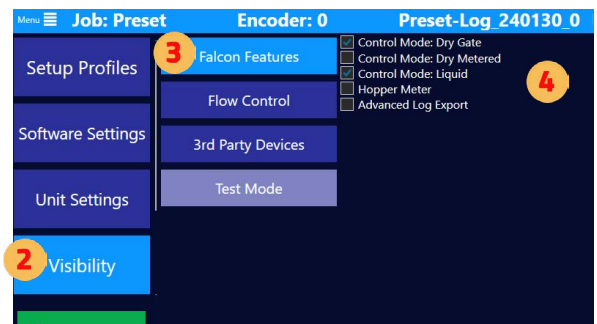 Menu Job: Preset Encoder: 0 Preset-Log_240130_0
Setup Profiles
Software Settings
Unit Settings
2
Visibility
3
Falcon Features
Flow Control
3rd Party Devices
Test Mode
Control Mode: Dry Gate
Control Mode: Dry Metered
Control Mode: Liquid
Hopper Meter
Advanced Log Export
4